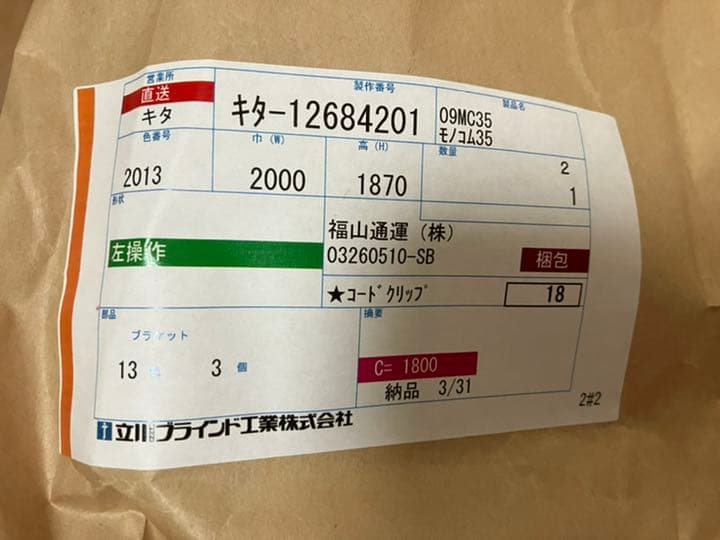 営業所
直送
キタ
製作番号
キタ-12684201
製品名
09MC35
モノコム35
色番号
2013
巾(W)
2000
高(H)
1870
数量
2
1
形状
左操作
福山通運(株)
03260510-SB
梱包
★コードクリップ
18
部品
ブラケット
13 3 個
摘要
C= 1800
納品 3/31
立川ブラインド工業株式会社
2#2